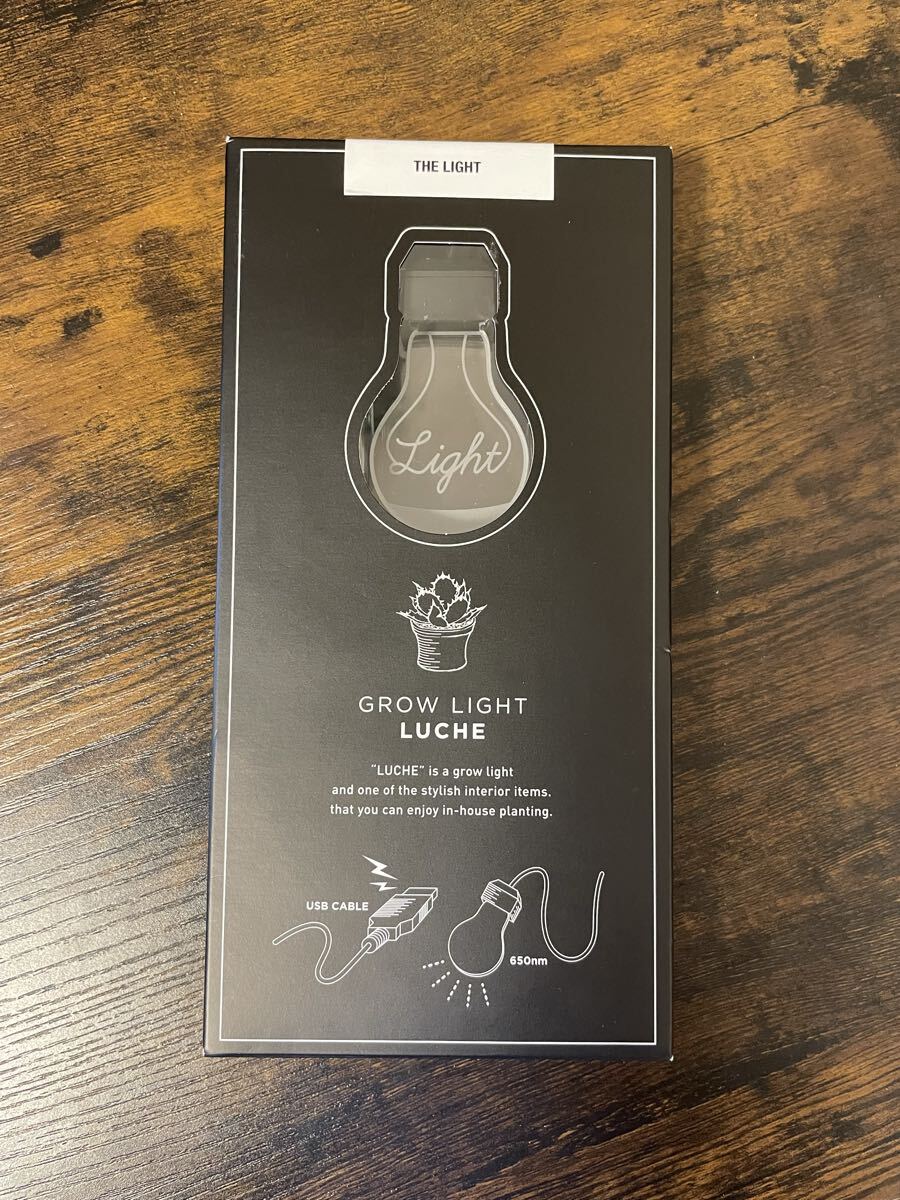 THE LIGHT
Light
GROW LIGHT
LUCHE
"LUCHE" is a grow light
and one of the stylish interior items.
that you can enjoy in-house planting.
USB CABLE
650nm